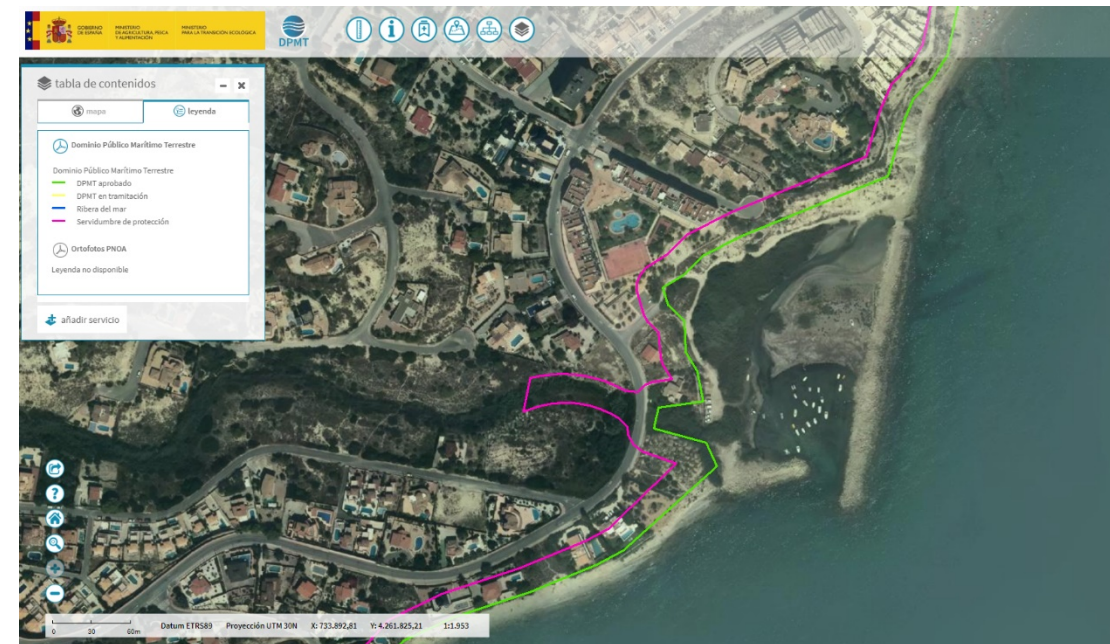 GOBIERNO
DE ESPAÑA
MINISTERIO
DE AGRICULTURA, PESCA
Y ALIMENTACIÓN
MINISTERIO
PARA LA TRANSICIÓN ECOLÓGICA
DPMT
tabla de contenidos
mapa
leyenda
Dominio Público Marítimo Terrestre
Dominio Público Marítimo Terrestre
DPMT aprobado
DPMT en tramitación
Ribera del mar
Servidumbre de protección
Ortofotos PNOA
Leyenda no disponible
añadir servicio
0 30 60m
Datum ETRS89 Proyección UTM 30N X: 733.892,81 Y: 4.261.825,21 1:1.953